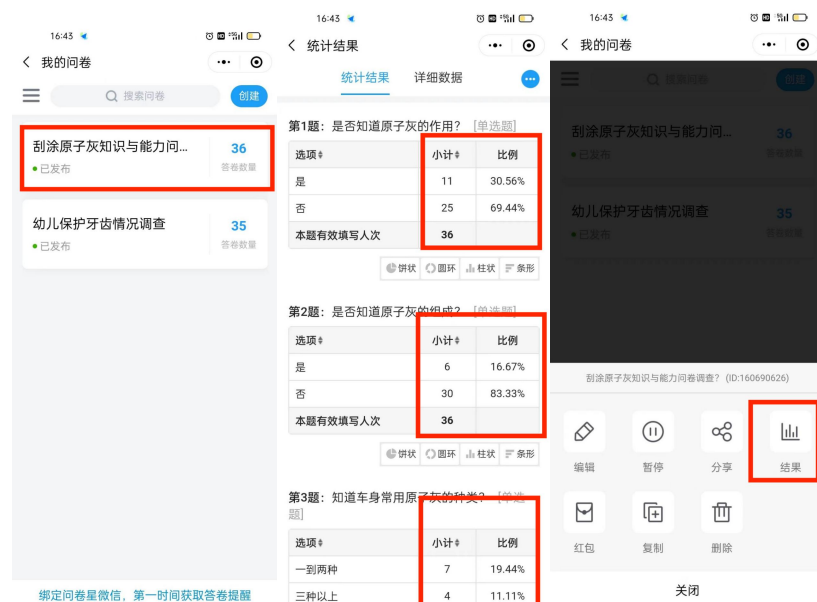 16:43
我的问卷
搜索问卷
创建
刮涂原子灰知识与能力问...
36
已发布
答卷数量
幼儿保护牙齿情况调查
35
已发布
答卷数量
绑定问卷星微信，第一时间获取答卷提醒
16:43
统计结果
统计结果 详细数据
第1题：是否知道原子灰的作用？ [单选题]
选项 小计 比例
是 11 30.56%
否 25 69.44%
本题有效填写人次 36
饼状 圆环 柱状 条形
第2题：是否知道原子灰的组成？ [单选题]
选项 小计 比例
是 6 16.67%
否 30 83.33%
本题有效填写人次 36
饼状 圆环 柱状 条形
第3题：知道车身常用原子灰的种类？ [单选
题]
选项 小计 比例
一到两种 7 19.44%
三种以上 4 11.11%
16:43
我的问卷
搜索问卷
创建
刮涂原子灰知识与能力问...
36
已发布
答卷数量
幼儿保护牙齿情况调查
35
已发布
答卷数量
刮涂原子灰知识与能力问卷调查? (ID:160690626)
编辑 暂停 分享 结果
红包 复制 删除
关闭